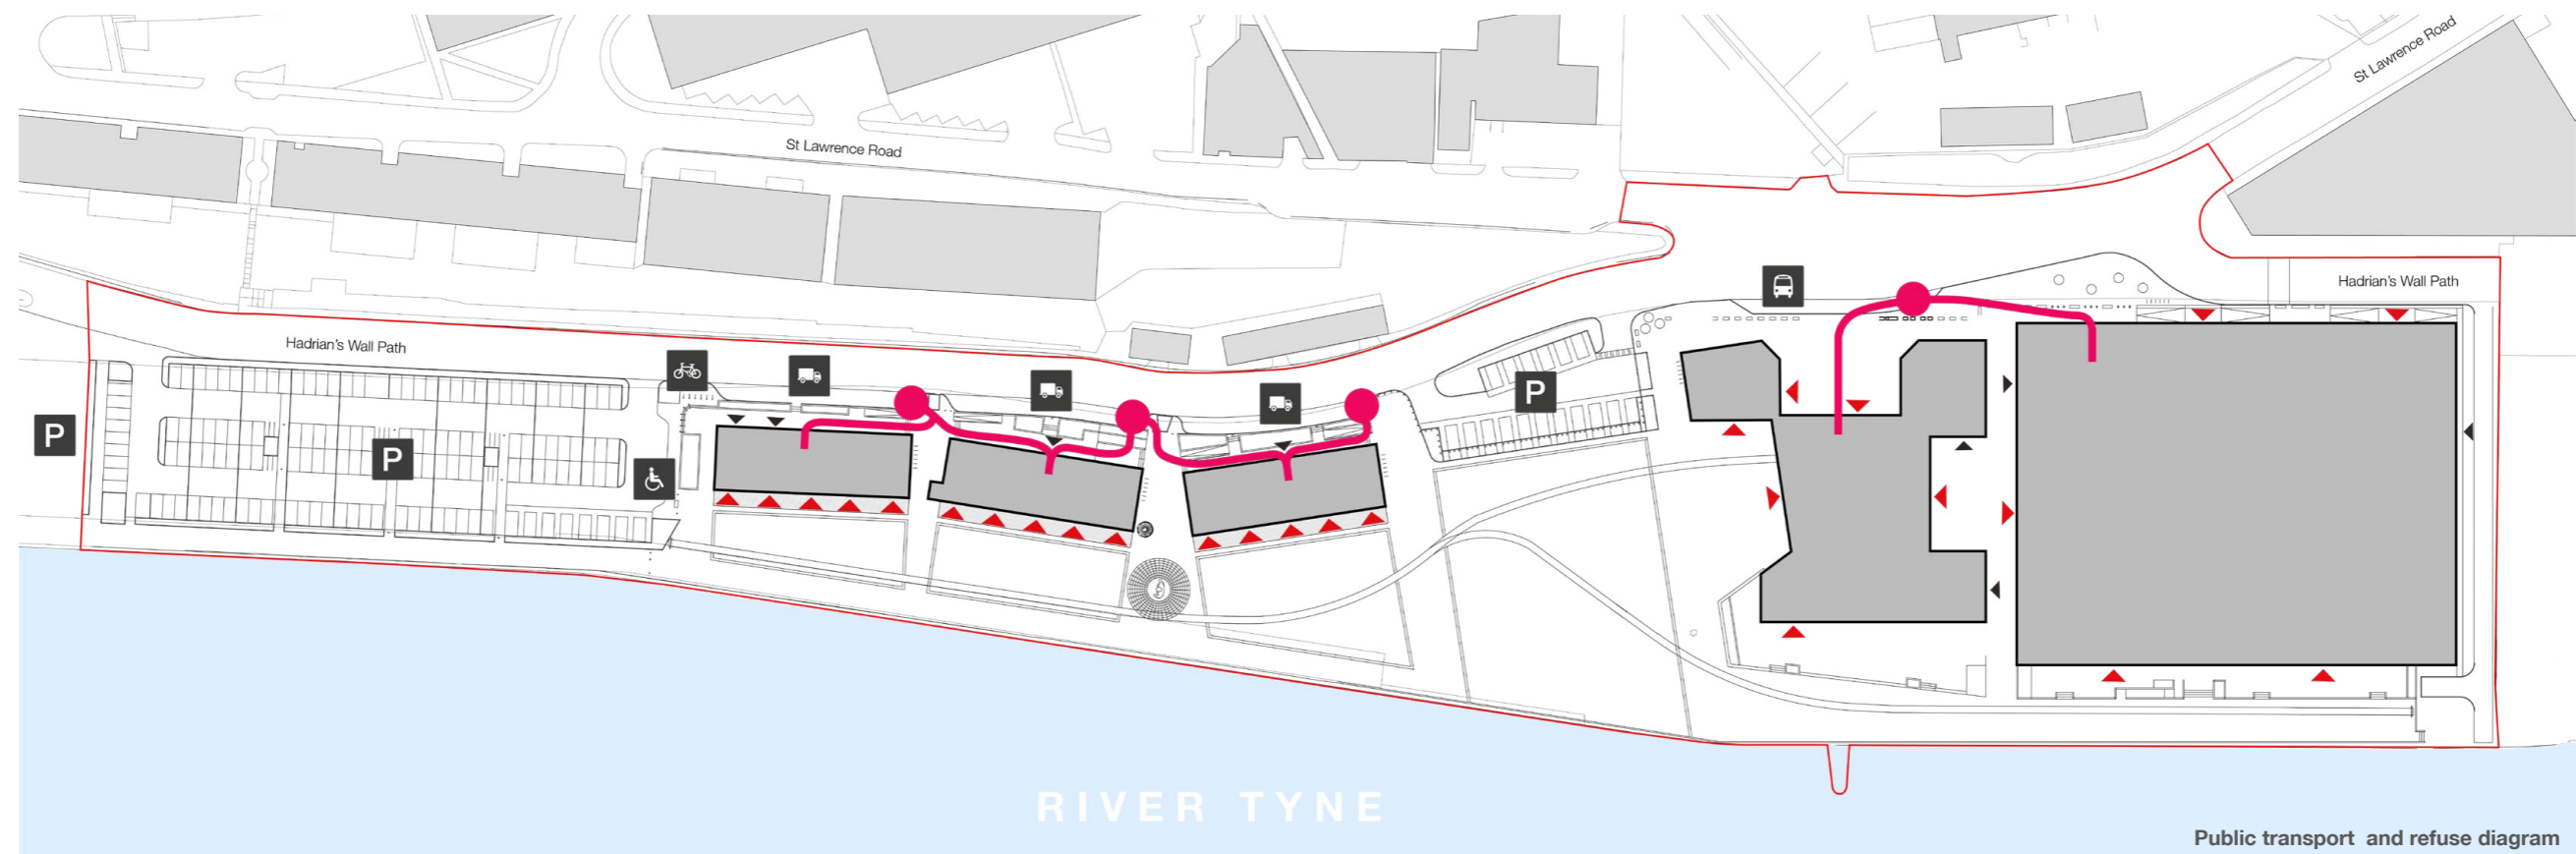 St Lawrence Road
St Lawrence Road
Hadrian's Wall Path
Hadrian's Wall Path
P
P
P
RIVER TYNE
Public transport and refuse diagram